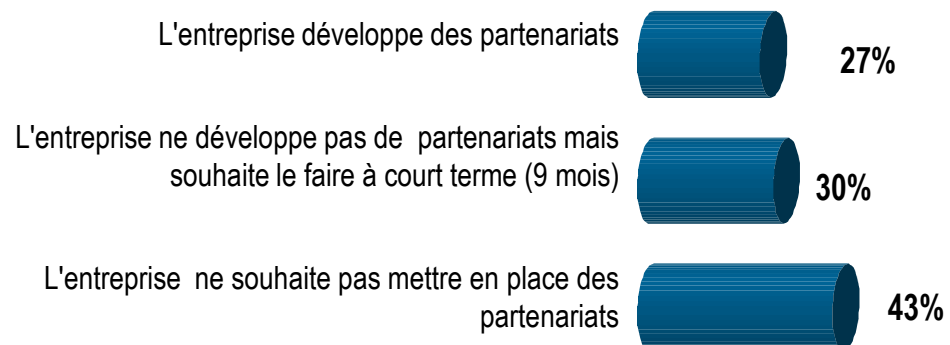 L'entreprise développe des partenariats
27%
L'entreprise ne développe pas de partenariats mais
souhaite le faire à court terme (9 mois)
30%
L'entreprise ne souhaite pas mettre en place des
partenariats
43%